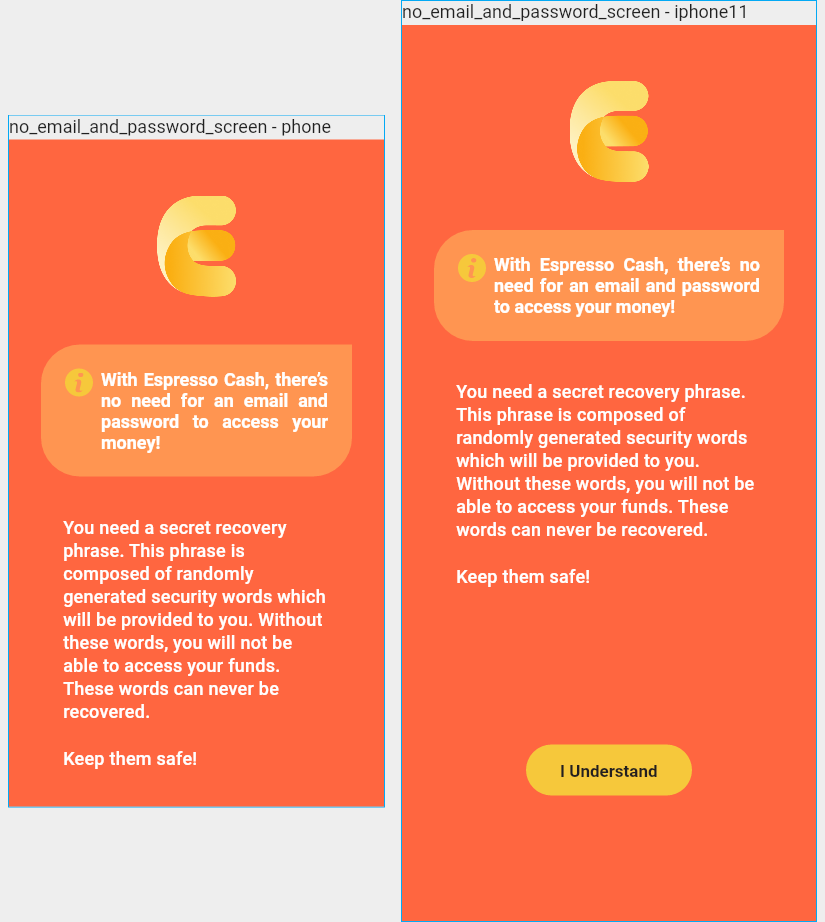 no_email_and_password_screen - phone
With Espresso Cash, there's
no need for an email and
password to access your
money!
You need a secret recovery
phrase. This phrase is
composed of randomly
generated security words which
will be provided to you. Without
these words, you will not be
able to access your funds.
These words can never be
recovered.
Keep them safe!
no_email_and_password_screen - iphone11
With Espresso Cash, there's no
need for an email and password
to access your money!
You need a secret recovery phrase.
This phrase is composed of
randomly generated security words
which will be provided to you.
Without these words, you will not be
able to access your funds. These
words can never be recovered.
Keep them safe!
I Understand